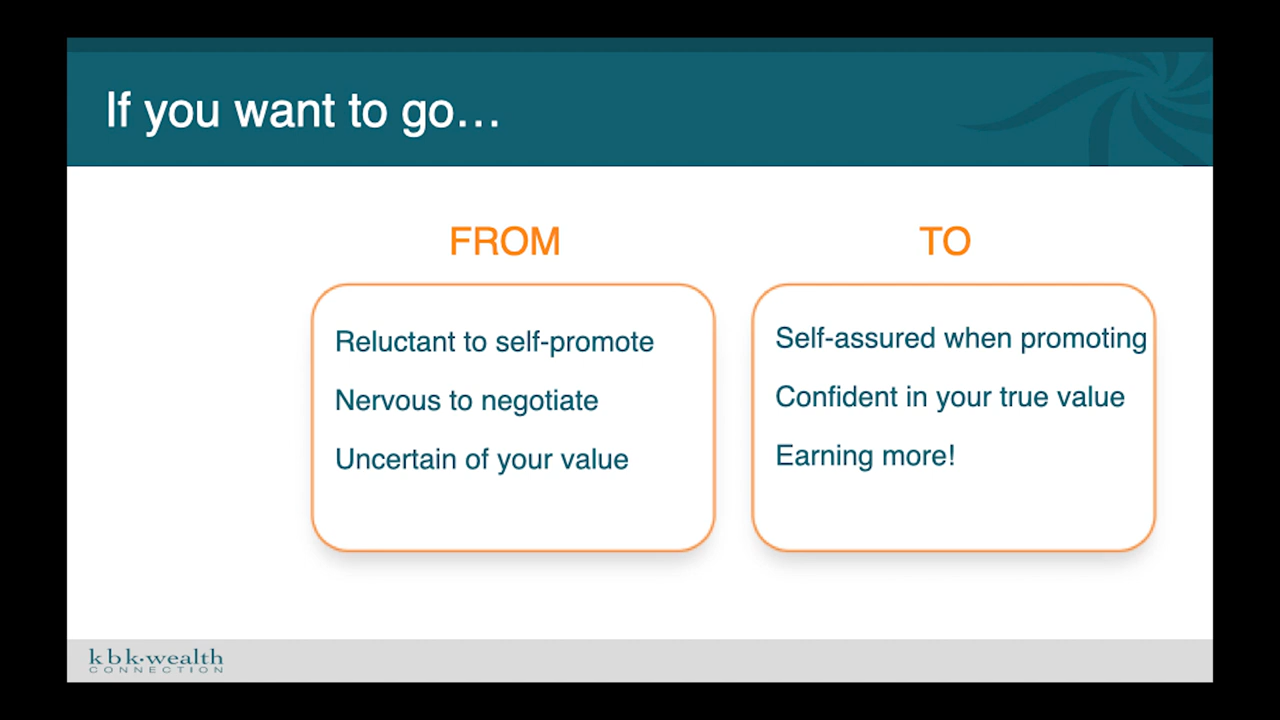 If you want to go…
FROM
Reluctant to self-promote
Nervous to negotiate
Uncertain of your value
TO
Self-assured when promoting
Confident in your true value
Earning more!
kbk·wealth
CONNECTION